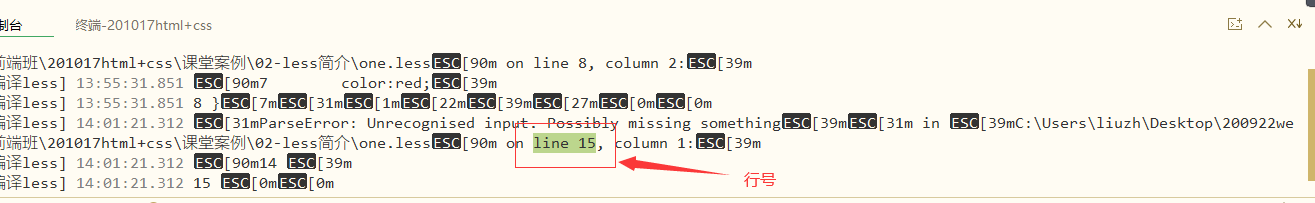 制台 终端-201017html+css
前端班\201017html+css\课堂案例\02-less简介\one.lessESC[90m on line 8, column 2:ESC[39m
编译less] 13:55:31.851 ESC[90m7 color:red;ESC[39m
编译less] 13:55:31.851 8 }ESC[7mESC[31mESC[1mESC[22mESC[39mESC[27mESC[0mESC[0m
编译less] 14:01:21.312 ESC[31mParseError: Unrecognised input. Possibly missing somethingESC[39mESC[31m in ESC[39mC:\Users\liuzh\Desktop\200922we
前端班\201017html+css\课堂案例\02-less简介\one.lessESC[90m on line 15, column 1:ESC[39m
编译less] 14:01:21.312 ESC[90m14 ESC[39m
编译less] 14:01:21.312 15 ESC[0mESC[0m
行号